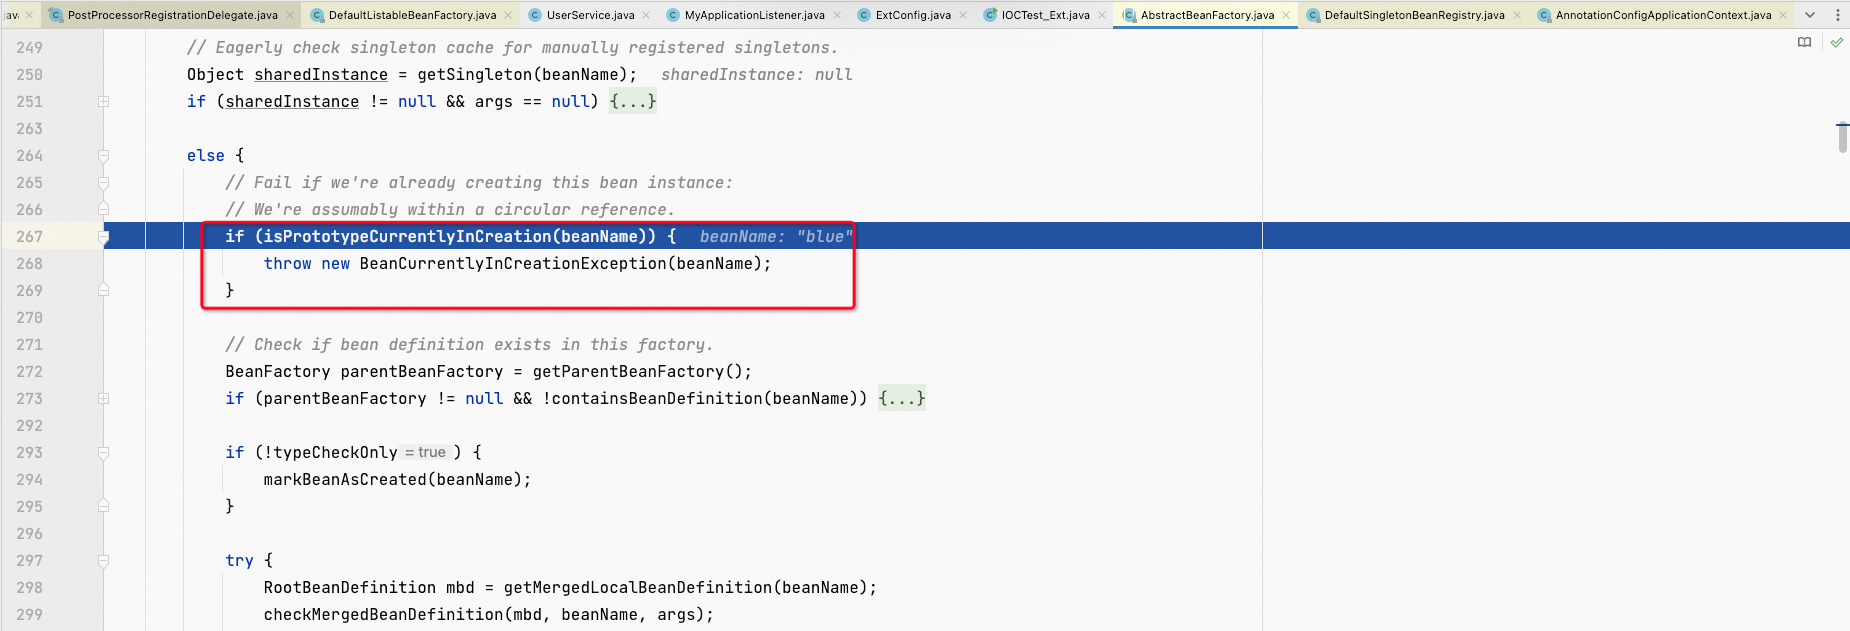 java PostProcessorRegistrationDelegate.java DefaultListableBeanFactory.java UserService.java MyApplicationListener.java ExtConfig.java IOCTest_Ext.java AbstractBeanFactory.java DefaultSingletonBeanRegistry.java AnnotationConfigApplicationContext.java
249 // Eagerly check singleton cache for manually registered singletons.
250 Object sharedInstance = getSingleton(beanName); sharedInstance: null
251 if (sharedInstance != null && args == null) {...}
263
264 else {
265 // Fail if we're already creating this bean instance:
266 // We're assumably within a circular reference.
267 if (isPrototypeCurrentlyInCreation(beanName)) { beanName: "blue"
268 throw new BeanCurrentlyInCreationException(beanName);
269 }
270
271 // Check if bean definition exists in this factory.
272 BeanFactory parentBeanFactory = getParentBeanFactory();
273 if (parentBeanFactory != null && !containsBeanDefinition(beanName)) {...}
292
293 if (!typeCheckOnly = true ) {
294 markBeanAsCreated(beanName);
295 }
296
297 try {
298 RootBeanDefinition mbd = getMergedLocalBeanDefinition(beanName);
299 checkMergedBeanDefinition(mbd, beanName, args);